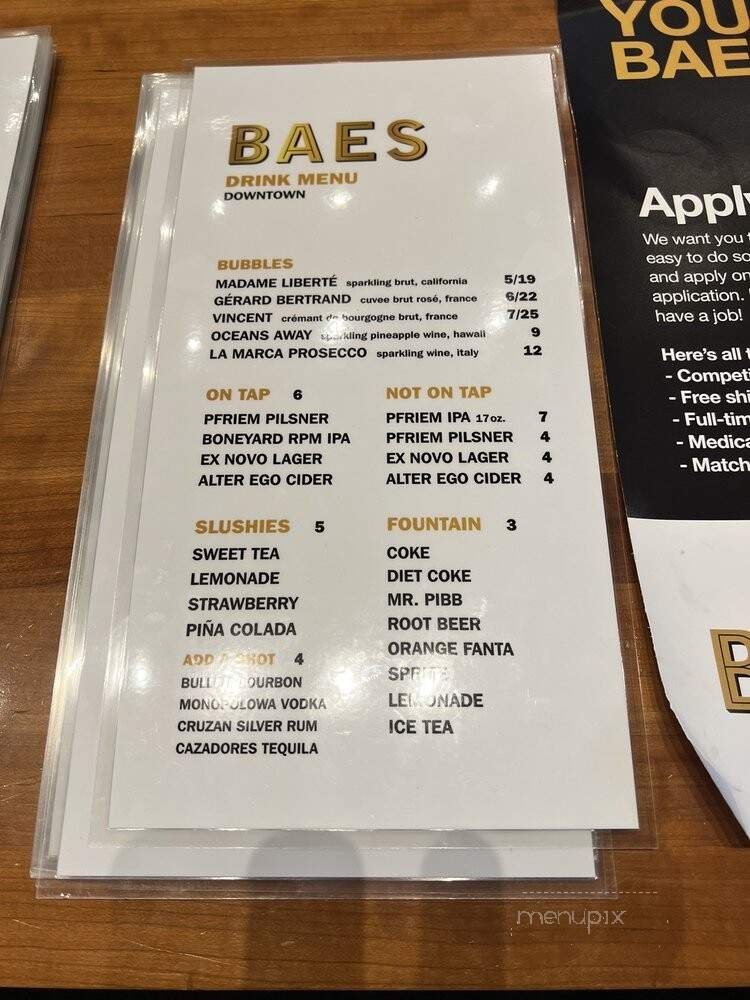 BAES
DRINK MENU
DOWNTOWN
BUBBLES
MADAME LIBERTÉ sparkling brut, california 5/19
GÉRARD BERTRAND cuvee brut rosé, france 6/22
VINCENT crémant de bourgogne brut, france 7/25
OCEANS AWAY sparkling pineapple wine, hawaii 9
LA MARCA PROSECCO sparkling wine, italy 12
ON TAP 6
PFRIEM PILSNER
BONEYARD RPM IPA
EX NOVO LAGER
ALTER EGO CIDER
NOT ON TAP
PFRIEM IPA 17oz. 7
PFRIEM PILSNER 4
EX NOVO LAGER 4
ALTER EGO CIDER 4
SLUSHIES 5
SWEET TEA
LEMONADE
STRAWBERRY
PIÑA COLADA
ADD A SHOT 4
BULLEIT BOURBON
MONOPOLOWA VODKA
CRUZAN SILVER RUM
CAZADORES TEQUILA
FOUNTAIN 3
COKE
DIET COKE
MR. PIBB
ROOT BEER
ORANGE FANTA
SPRITE
LEMONADE
ICE TEA
YOU
BAE
Apply
We want you t
easy to do so
and apply on
application.
have a job!
Here's all t
- Competi
- Free shi
- Full-tim
- Medica
- Match
menupix